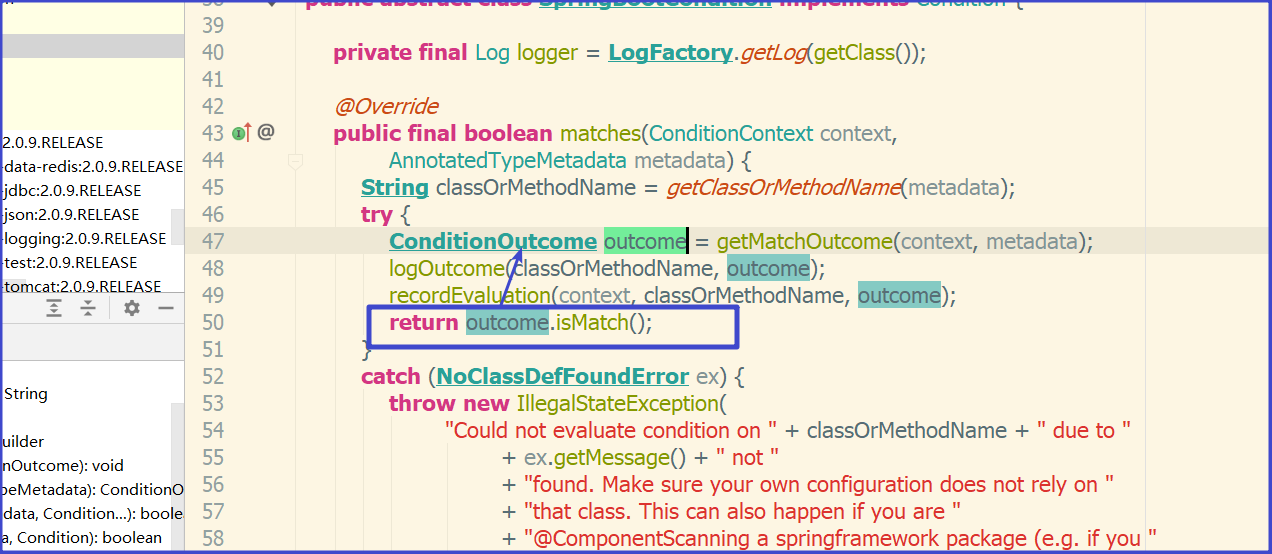 38 public abstract class SpringBootCondition implements Condition {
39
40 private final Log logger = LogFactory.getLog(getClass());
41
42 @Override
43 @ public final boolean matches(ConditionContext context,
44 AnnotatedTypeMetadata metadata) {
2.0.9.RELEASE
-data-redis:2.0.9.RELEASE
45 String classOrMethodName = getClassOrMethodName(metadata);
-jdbc:2.0.9.RELEASE
46 try {
-json:2.0.9.RELEASE
47 ConditionOutcome outcome = getMatchOutcome(context, metadata);
-logging:2.0.9.RELEASE
48 logOutcome(classOrMethodName, outcome);
-test:2.0.9.RELEASE
49 recordEvaluation(context, classOrMethodName, outcome);
-tomcat:2.0.9.RELEASE
50 return outcome.isMatch();
51 }
52 catch (NoClassDefFoundError ex) {
String
53 throw new IllegalStateException(
54 "Could not evaluate condition on " + classOrMethodName + " due to "
uilder
55 + ex.getMessage() + " not "
nOutcome): void
56 + "found. Make sure your own configuration does not rely on "
peMetadata): ConditionO
57 + "that class. This can also happen if you are "
data, Condition...): boole
58 + "@ComponentScanning a springframework package (e.g. if you "
a, Condition): boolean